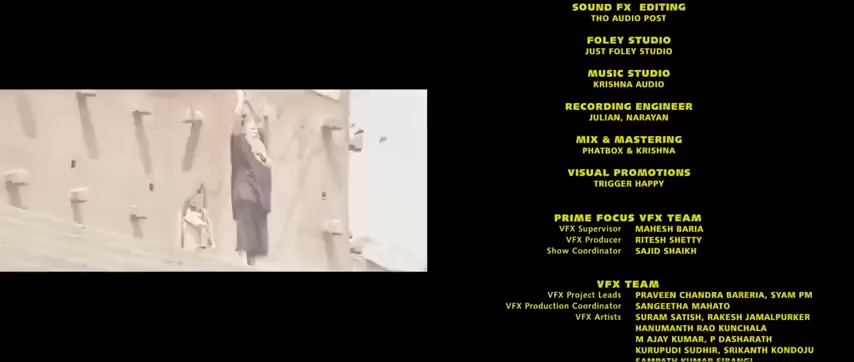 SOUND FX EDITING
THO AUDIO POST
FOLEY STUDIO
JUST FOLEY STUDIO
MUSIC STUDIO
KRISHNA AUDIO
RECORDING ENGINEER
JULIAN, NARAYAN
MIX & MASTERING
PHATBOX & KRISHNA
VISUAL PROMOTIONS
TRIGGER HAPPY
PRIME FOCUS VFX TEAM
VFX Supervisor MAHESH BARIA
VFX Producer RITESH SHETTY
Show Coordinator SAJID SHAIKH
VFX TEAM
VFX Project Leads PRAVEEN CHANDRA BARERIA, SYAM PM
VFX Production Coordinator SANGEETHA MAHATO
VFX Artists SURAM SATISH, RAKESH JAMALPURKER
HANUMANTH RAO KUNCHALA
M AJAY KUMAR, P DASHARATH
KURUPUDI SUDHIR, SRIKANTH KONDOJU
SAMPATH KUMAR